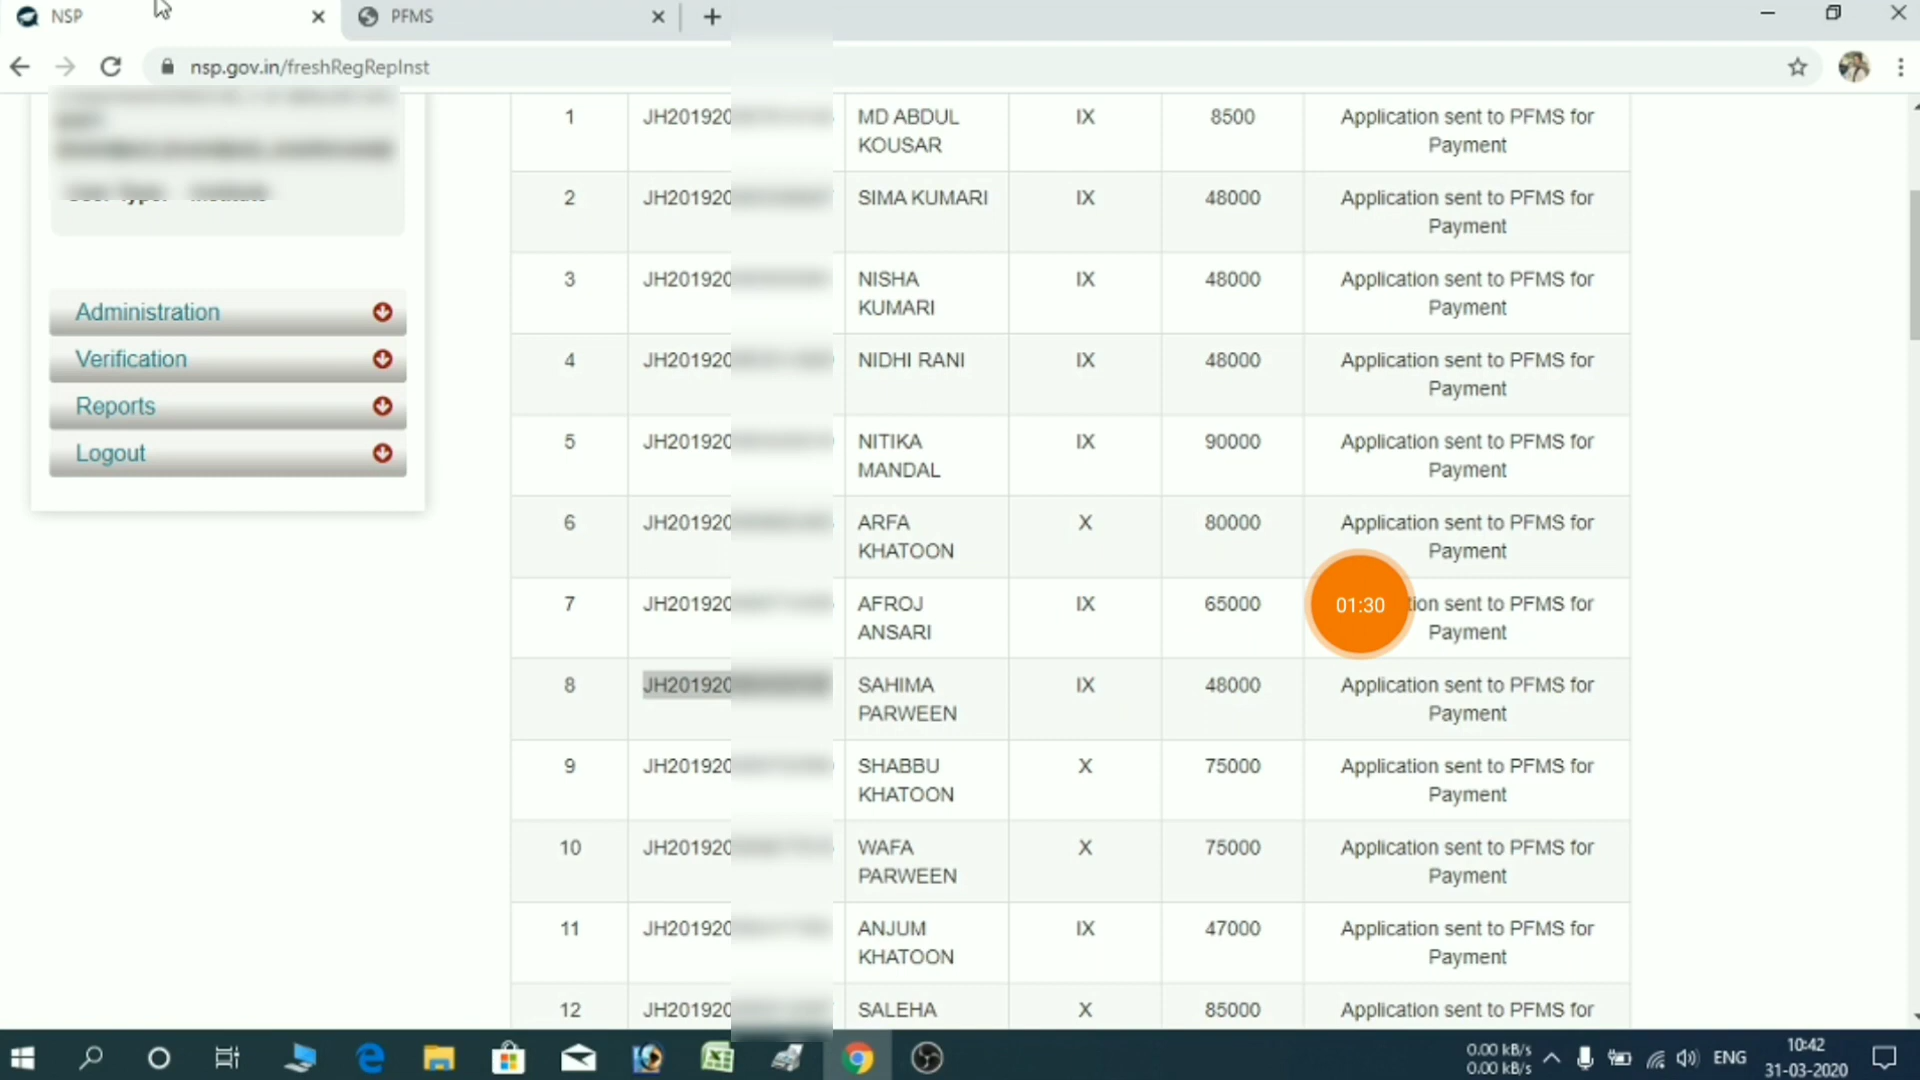 NSP
PFMS
nsp.gov.in/freshRegRepInst
Administration
Verification
Reports
Logout
1 JH201920 MD ABDUL IX 8500 Application sent to PFMS for
KOUSAR Payment
2 JH201920 SIMA KUMARI IX 48000 Application sent to PFMS for
Payment
3 JH201920 NISHA IX 48000 Application sent to PFMS for
KUMARI Payment
4 JH201920 NIDHI RANI IX 48000 Application sent to PFMS for
Payment
5 JH201920 NITIKA IX 90000 Application sent to PFMS for
MANDAL Payment
6 JH201920 ARFA X 80000 Application sent to PFMS for
KHATOON Payment
7 JH201920 AFROJ IX 65000 tion sent to PFMS for
ANSARI Payment
01:30
8 JH201920 SAHIMA IX 48000 Application sent to PFMS for
PARWEEN Payment
9 JH201920 SHABBU X 75000 Application sent to PFMS for
KHATOON Payment
10 JH201920 WAFA X 75000 Application sent to PFMS for
PARWEEN Payment
11 JH201920 ANJUM IX 47000 Application sent to PFMS for
KHATOON Payment
12 JH201920 SALEHA X 85000 Application sent to PFMS for
0.00 kB/s
0.00 kB/s
ENG
10:42
31-03-2020